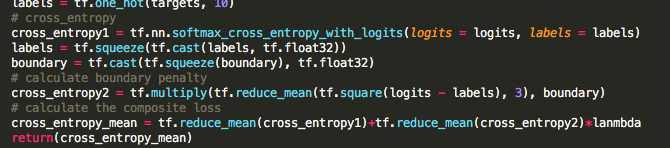 labels = tf.one_hot(targets, 10)
# cross_entropy
cross_entropy1 = tf.nn.softmax_cross_entropy_with_logits(logits = logits, labels = labels)
labels = tf.squeeze(tf.cast(labels, tf.float32))
boundary = tf.cast(tf.squeeze(boundary), tf.float32)
# calculate boundary penalty
cross_entropy2 = tf.multiply(tf.reduce_mean(tf.square(logits - labels), 3), boundary)
# calculate the composite loss
cross_entropy_mean = tf.reduce_mean(cross_entropy1)+tf.reduce_mean(cross_entropy2)*lanmbda
return(cross_entropy_mean)